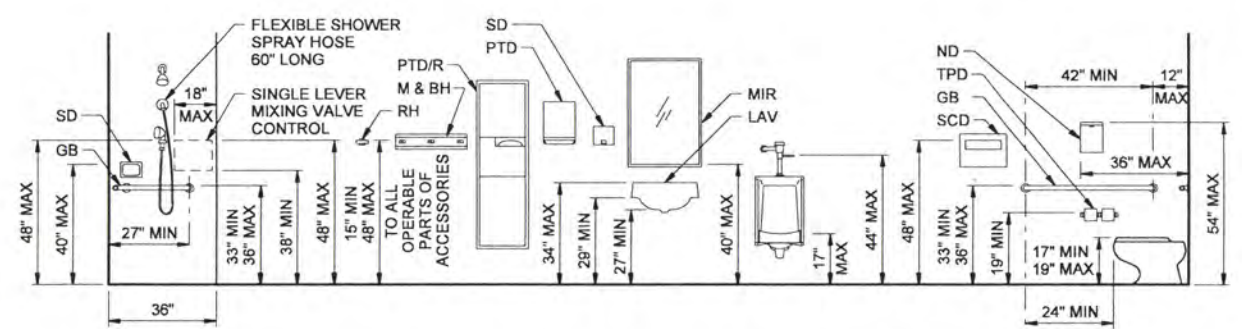 FLEXIBLE SHOWER
SPRAY HOSE
60" LONG
18"
MAX
SINGLE LEVER
MIXING VALVE
CONTROL
SD
GB
48" MAX
40" MAX
27" MIN
36"
33" MIN
36" MAX
38" MIN
48" MAX
15" MIN
48" MAX
RH
M & BH
PTD/R
TO ALL
OPERABLE
PARTS OF
ACCESSORIES
SD
PTD
MIR
LAV
34" MAX
29" MIN
27" MIN
40" MAX
17"
MAX
44" MAX
48" MAX
ND
TPD
GB
SCD
42" MIN
12"
MAX
36" MAX
33" MIN
36" MAX
19" MIN
17" MIN
19" MAX
54" MAX
24" MIN